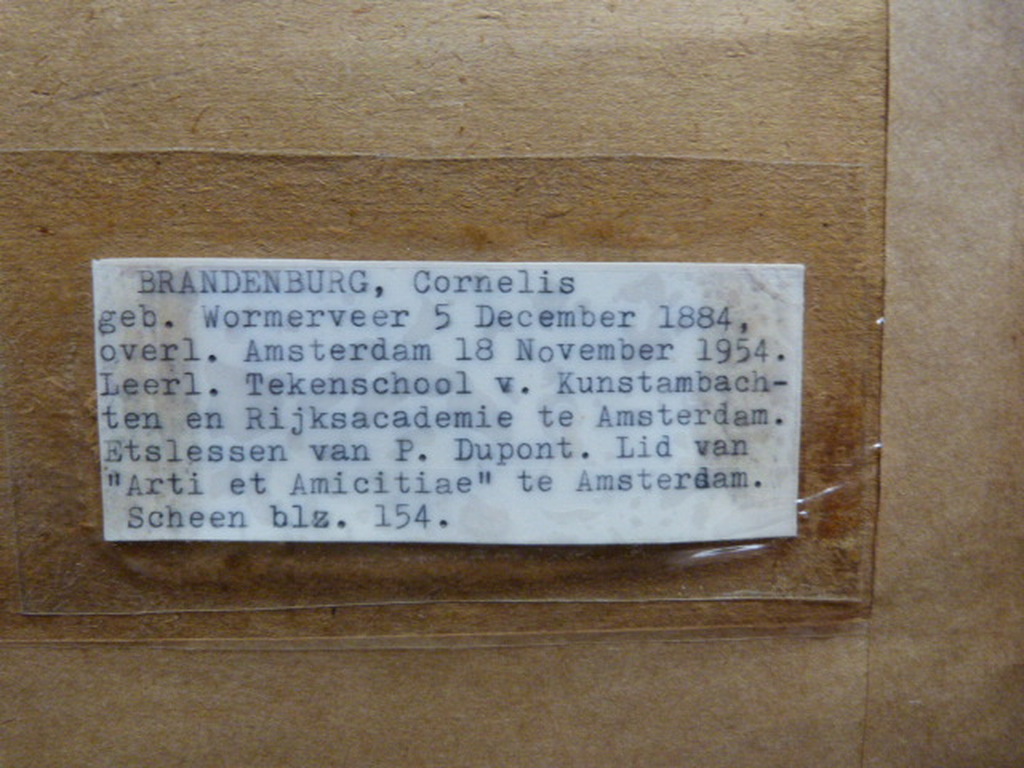 BRANDENBURG, Cornelis
geb. Wormerveer 5 December 1884,
overl. Amsterdam 18 November 1954.
Leerl. Tekenschool v. Kunstambach-
ten en Rijksacademie te Amsterdam.
Etslessen van P. Dupont. Lid van
"Arti et Amicitiae" te Amsterdam.
Scheen blz. 154.